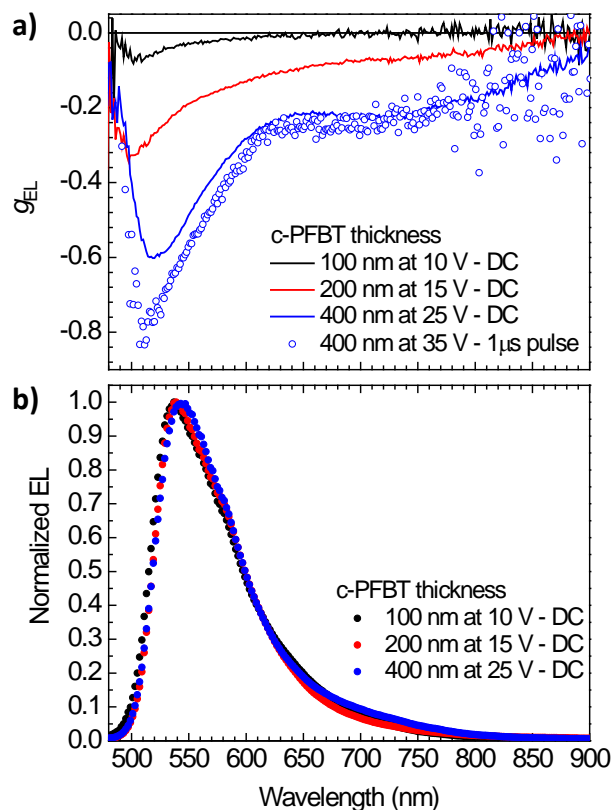 a)
0.0
-0.2
-0.4
-0.6
-0.8
gEL
c-PFBT thickness
100 nm at 10 V - DC
200 nm at 15 V - DC
400 nm at 25 V - DC
400 nm at 35 V - 1μs pulse
b)
1.0
0.9
0.8
0.7
0.6
0.5
0.4
0.3
0.2
0.1
0.0
Normalized EL
c-PFBT thickness
100 nm at 10 V - DC
200 nm at 15 V - DC
400 nm at 25 V - DC
500 550 600 650 700 750 800 850 900
Wavelength (nm)